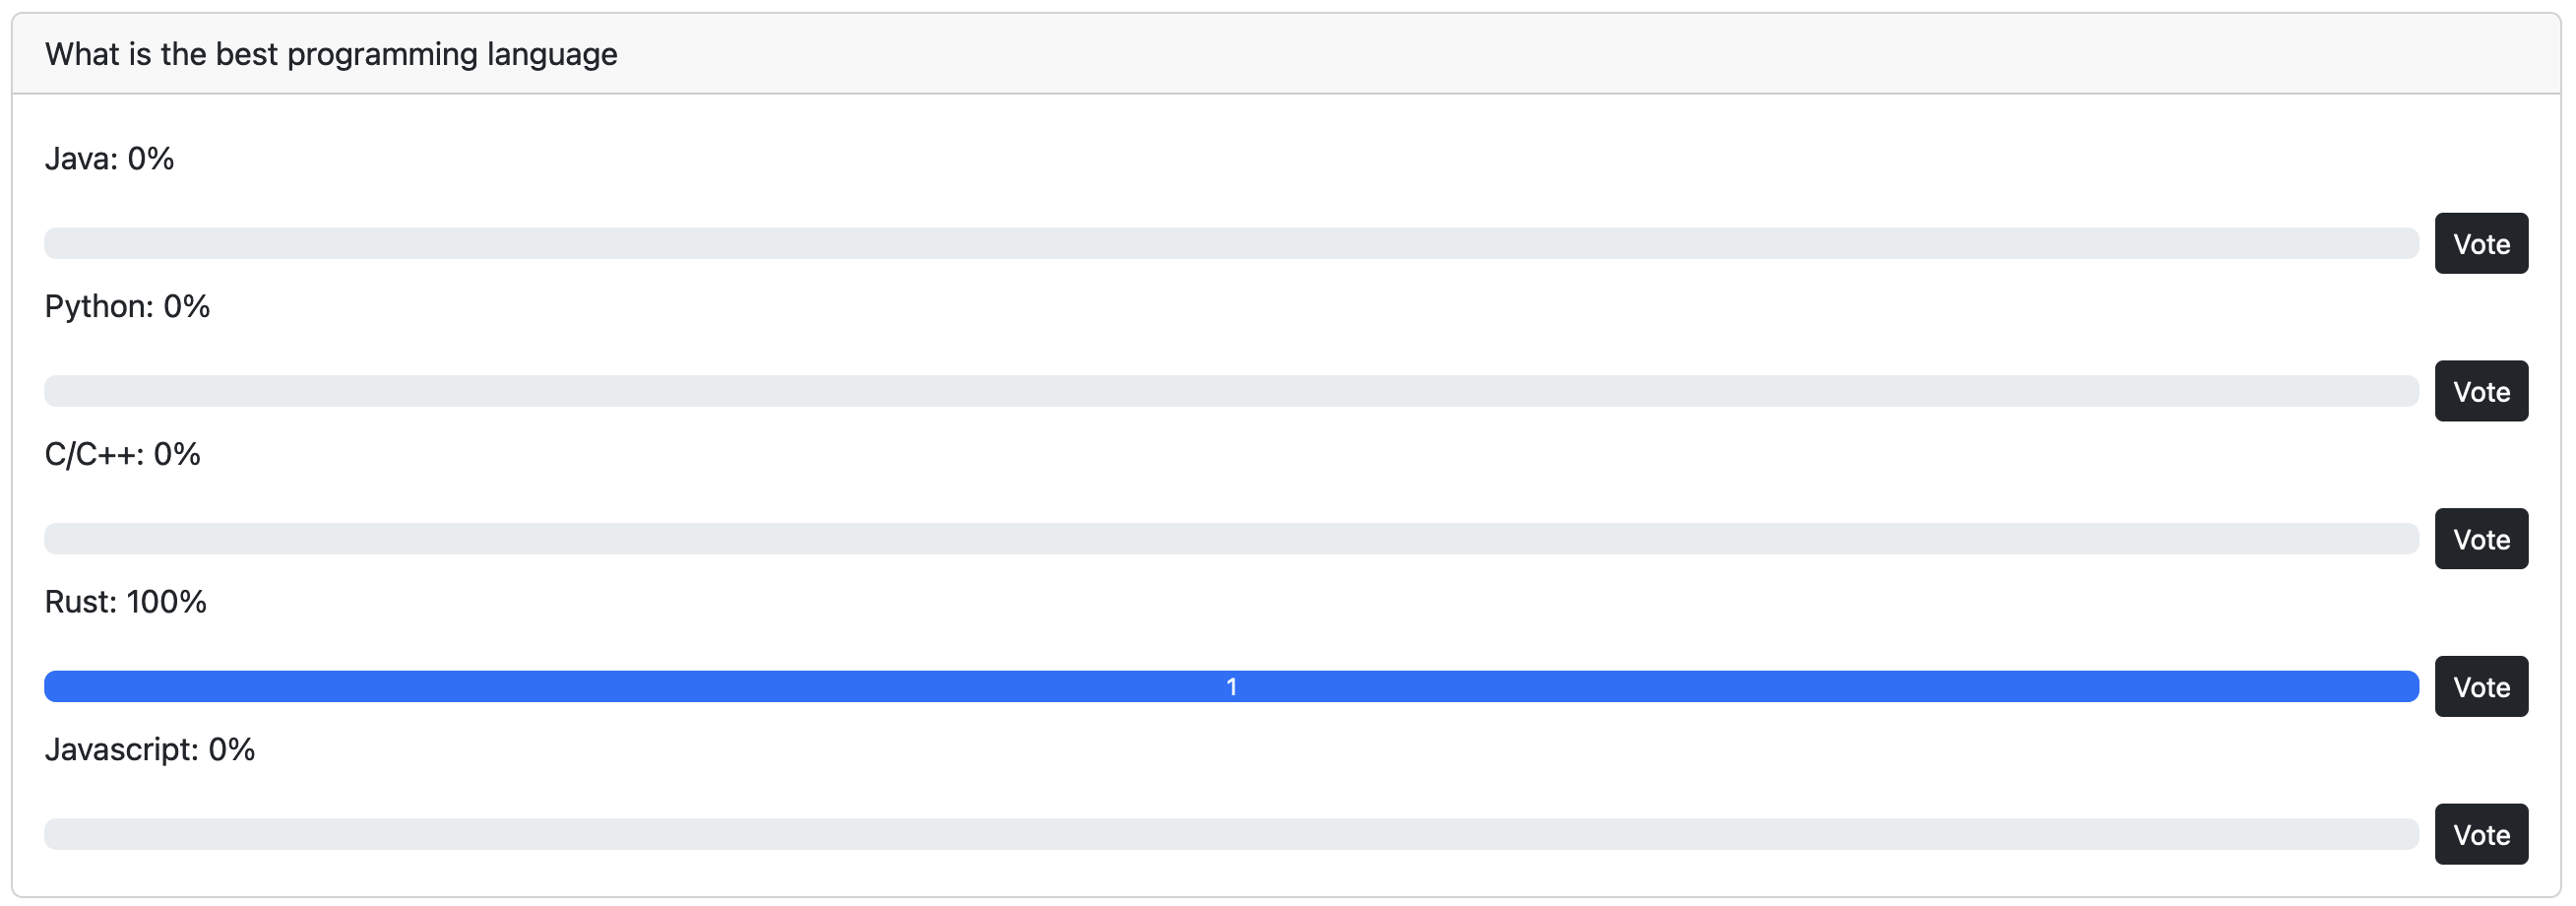 What is the best programming language
Java: 0%
Vote
Python: 0%
Vote
C/C++: 0%
Vote
Rust: 100%
1
Vote
Javascript: 0%
Vote